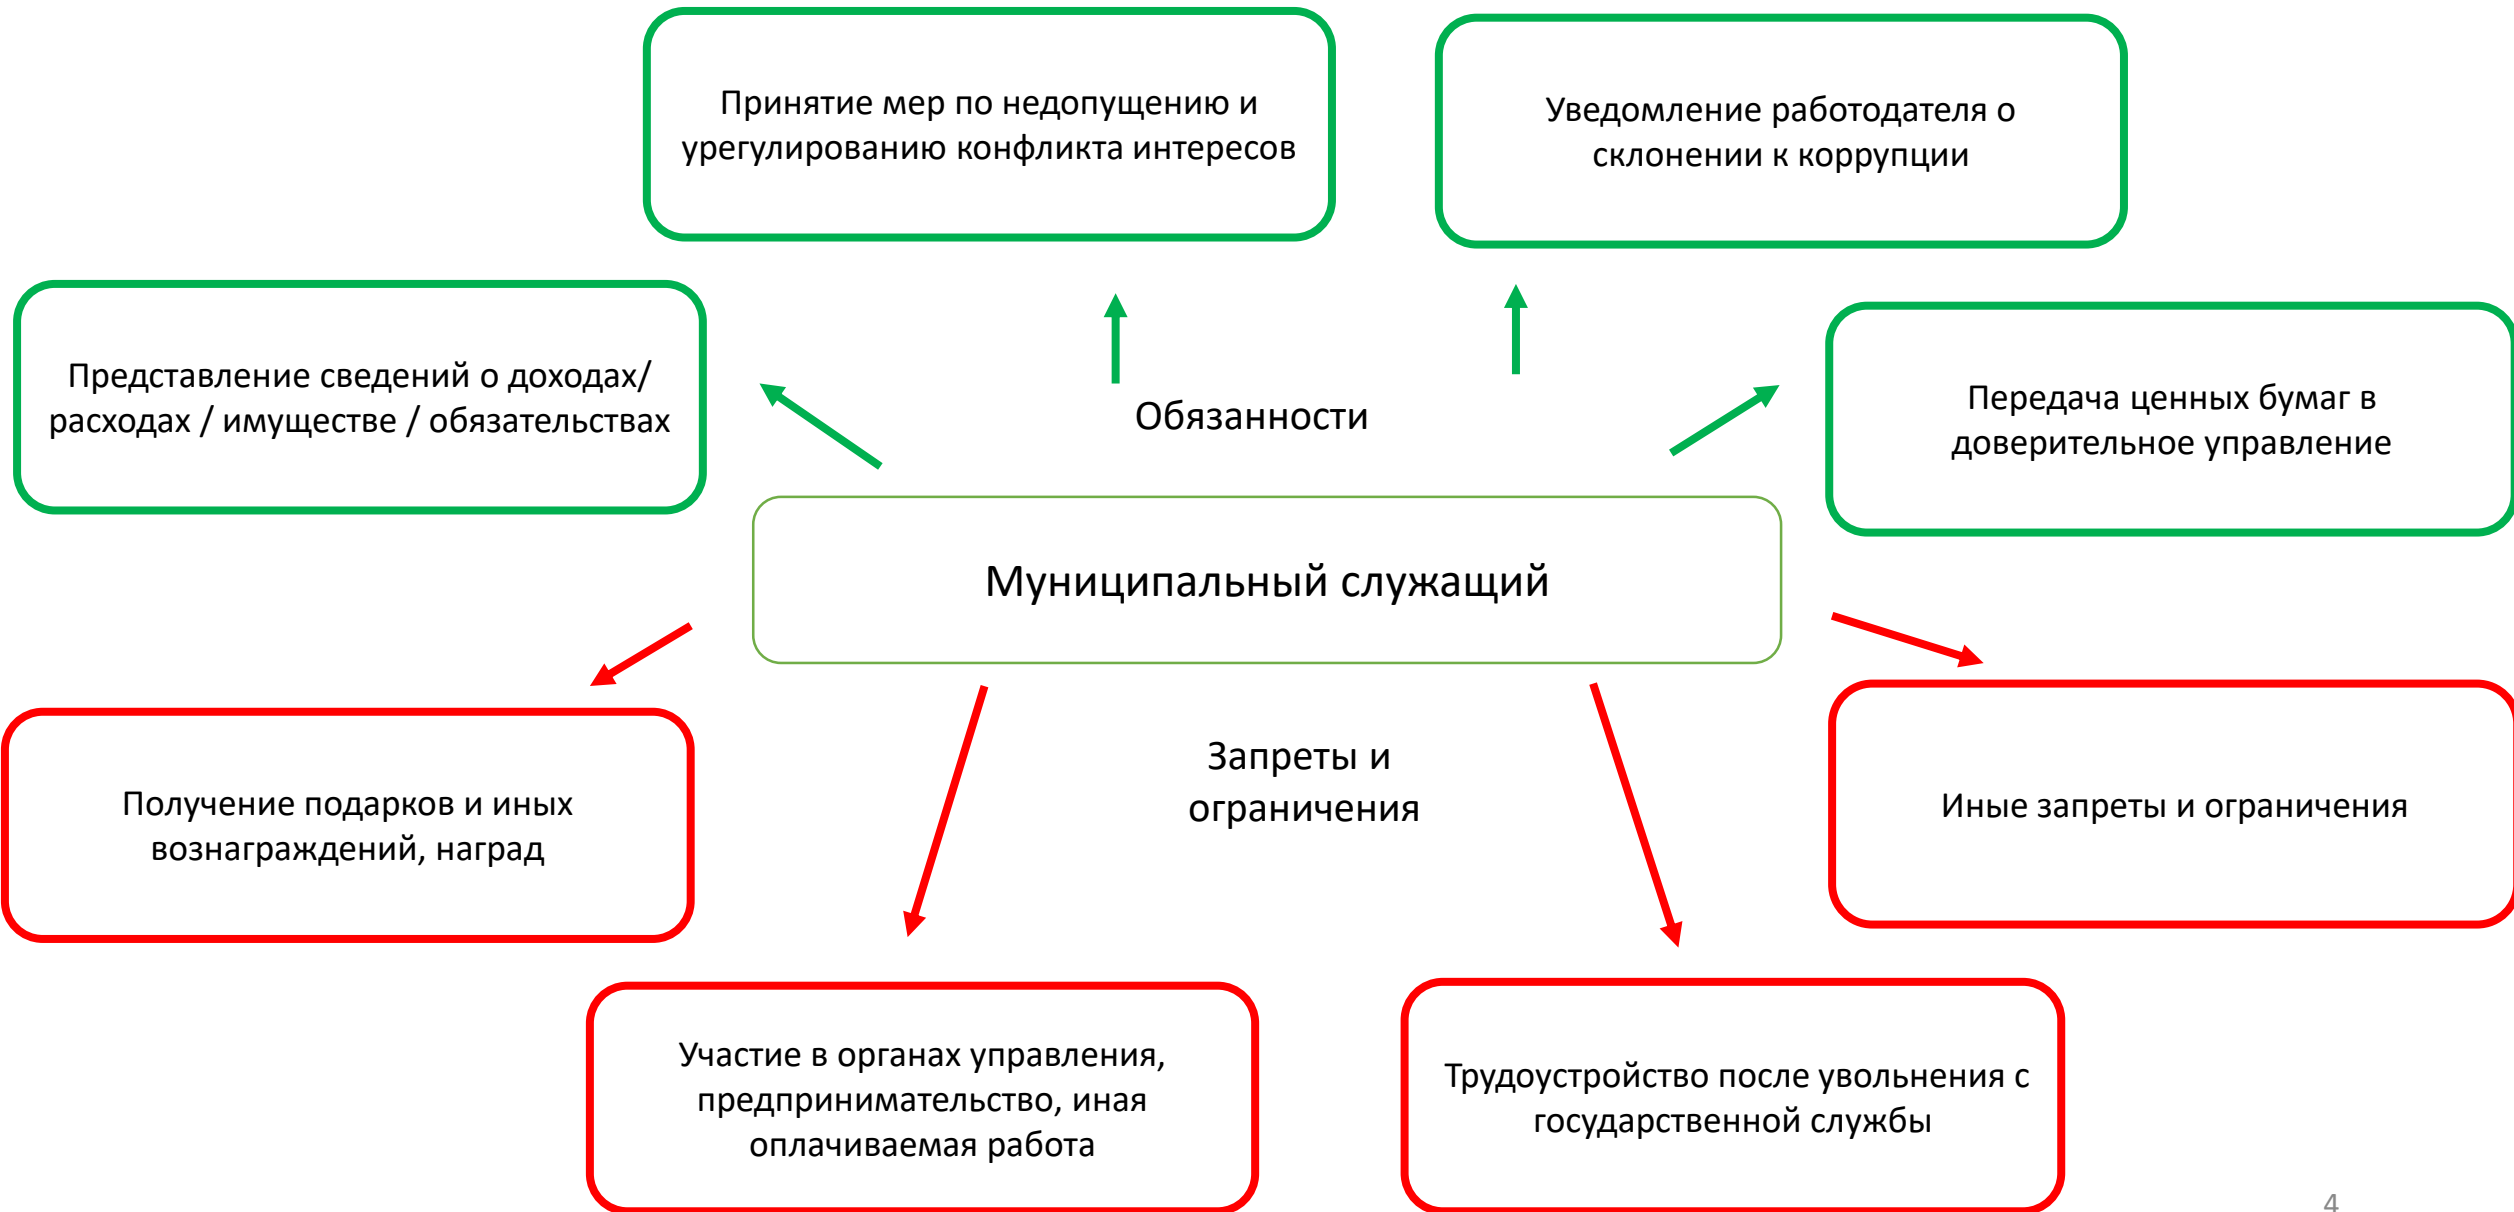 Принятие мер по недопущению и
урегулированию конфликта интересов
Уведомление работодателя о
склонении к коррупции
Представление сведений о доходах/
расходах / имуществе / обязательствах
Обязанности
Передача ценных бумаг в
доверительное управление
Муниципальный служащий
Получение подарков и иных
вознаграждений, наград
Запреты и
ограничения
Иные запреты и ограничения
Участие в органах управления,
предпринимательство, иная
оплачиваемая работа
Трудоустройство после увольнения с
государственной службы
4